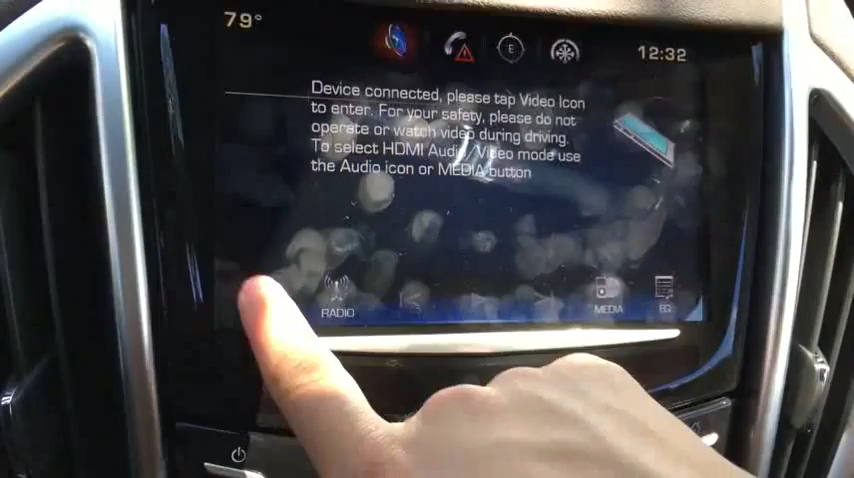 79°
E
12:32
Device connected, please tap Video Icon
to enter. For your safety, please do not
operate or watch video during driving.
To select HDMI Audio/Video mode use
the Audio icon or MEDIA button
RADIO
MEDIA
EQ